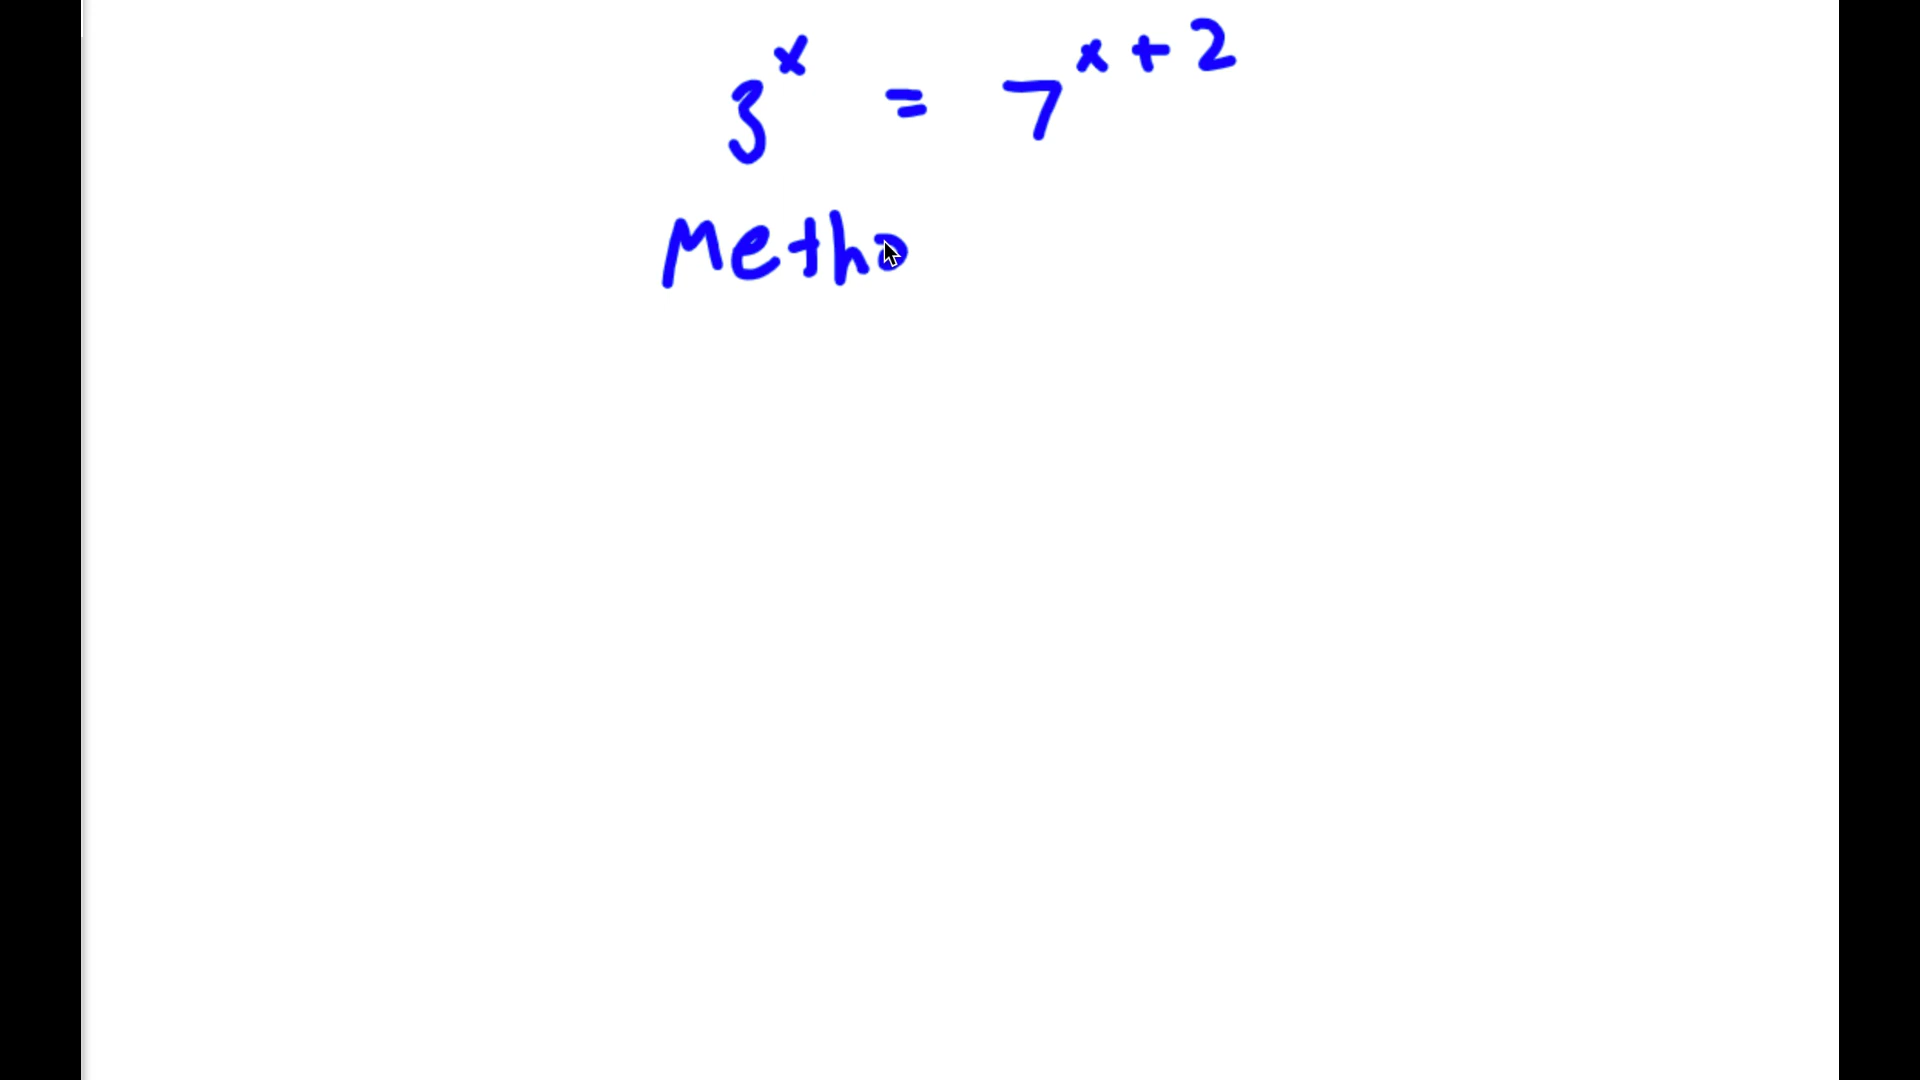 3^x = 7^{x+2}
Metho